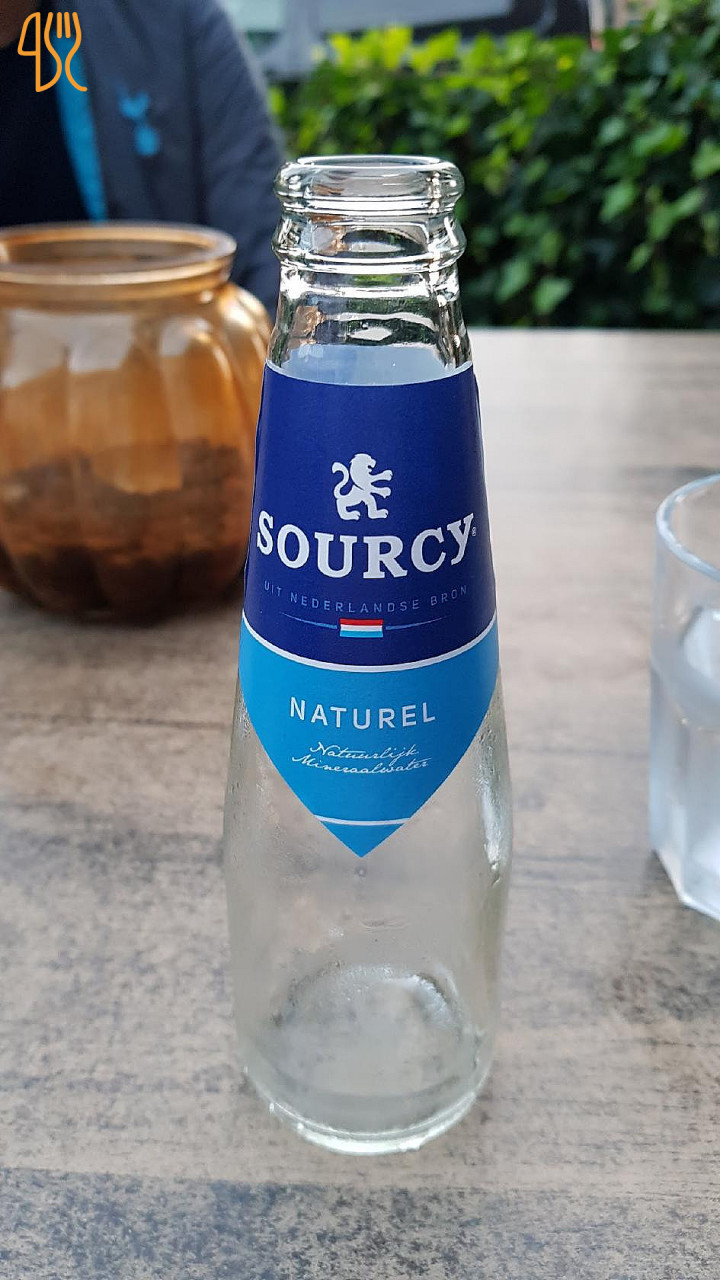 SOURCY®
UIT NEDERLANDSE BRON
NATUREL
Natuurlijk
Mineraalwater